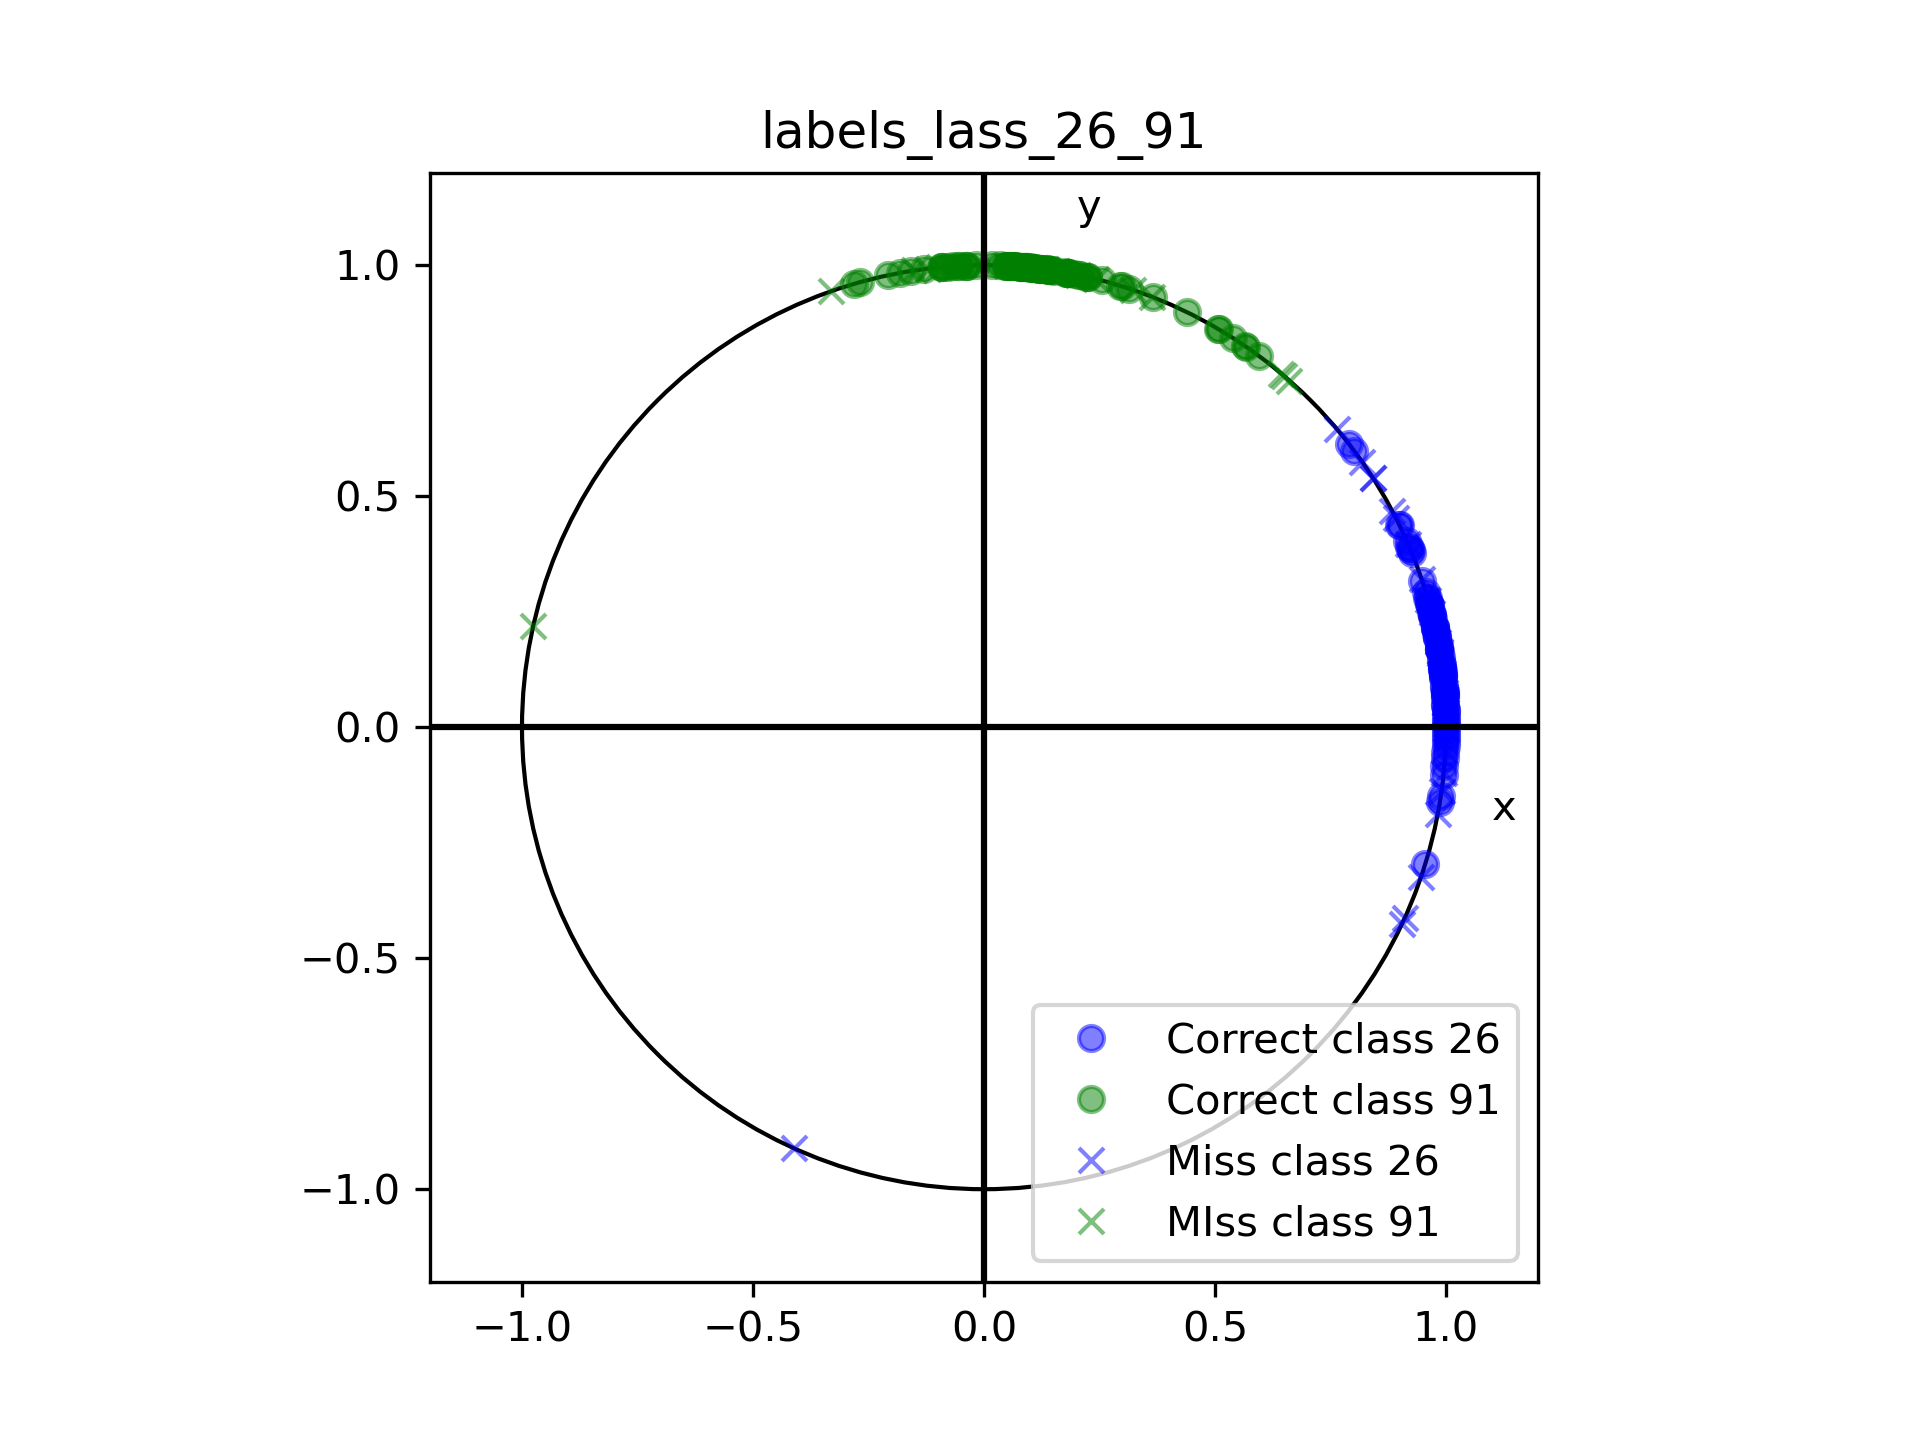 labels_lass_26_91
y
1.0
0.5
0.0
x
−0.5
−1.0
Correct class 26
Correct class 91
Miss class 26
MIss class 91
−1.0 −0.5 0.0 0.5 1.0